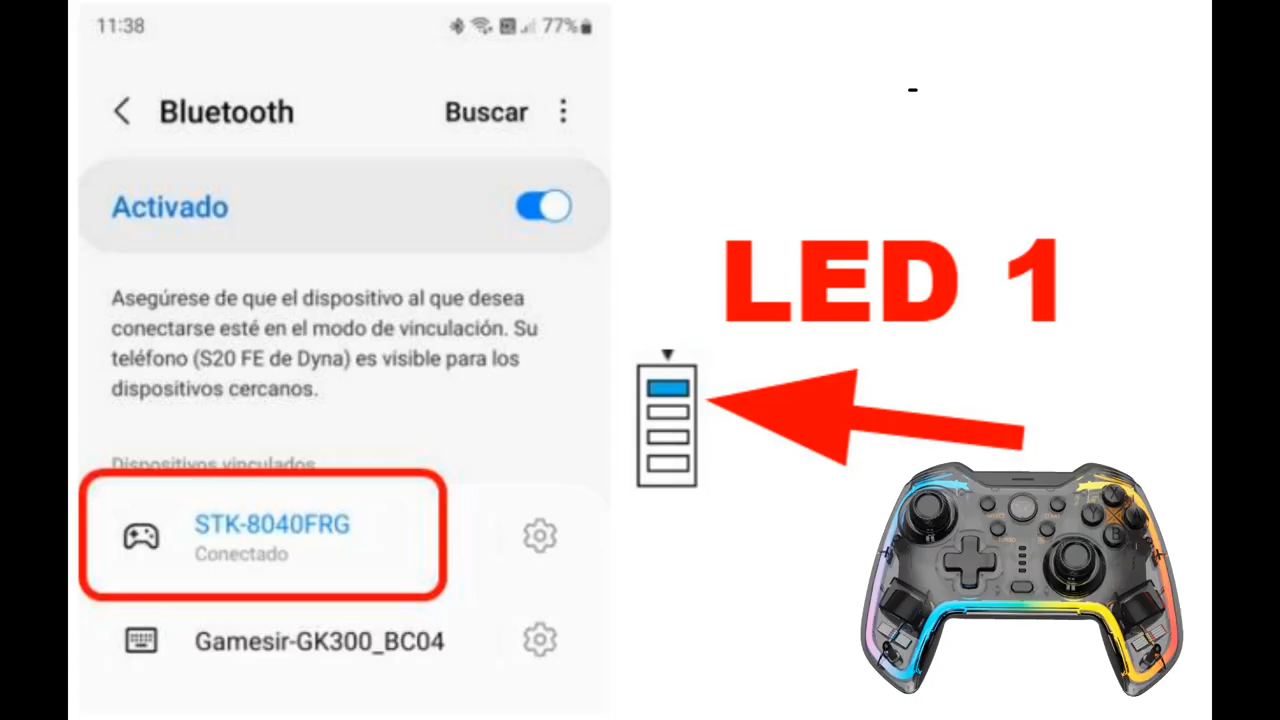 11:38
77%
Bluetooth
Buscar
Activado
Asegúrese de que el dispositivo al que desea
conectarse esté en el modo de vinculación. Su
teléfono (S20 FE de Dyna) es visible para los
dispositivos cercanos.
Dispositivos vinculados
STK-8040FRG
Conectado
Gamesir-GK300_BC04
-
LED 1
Y
B